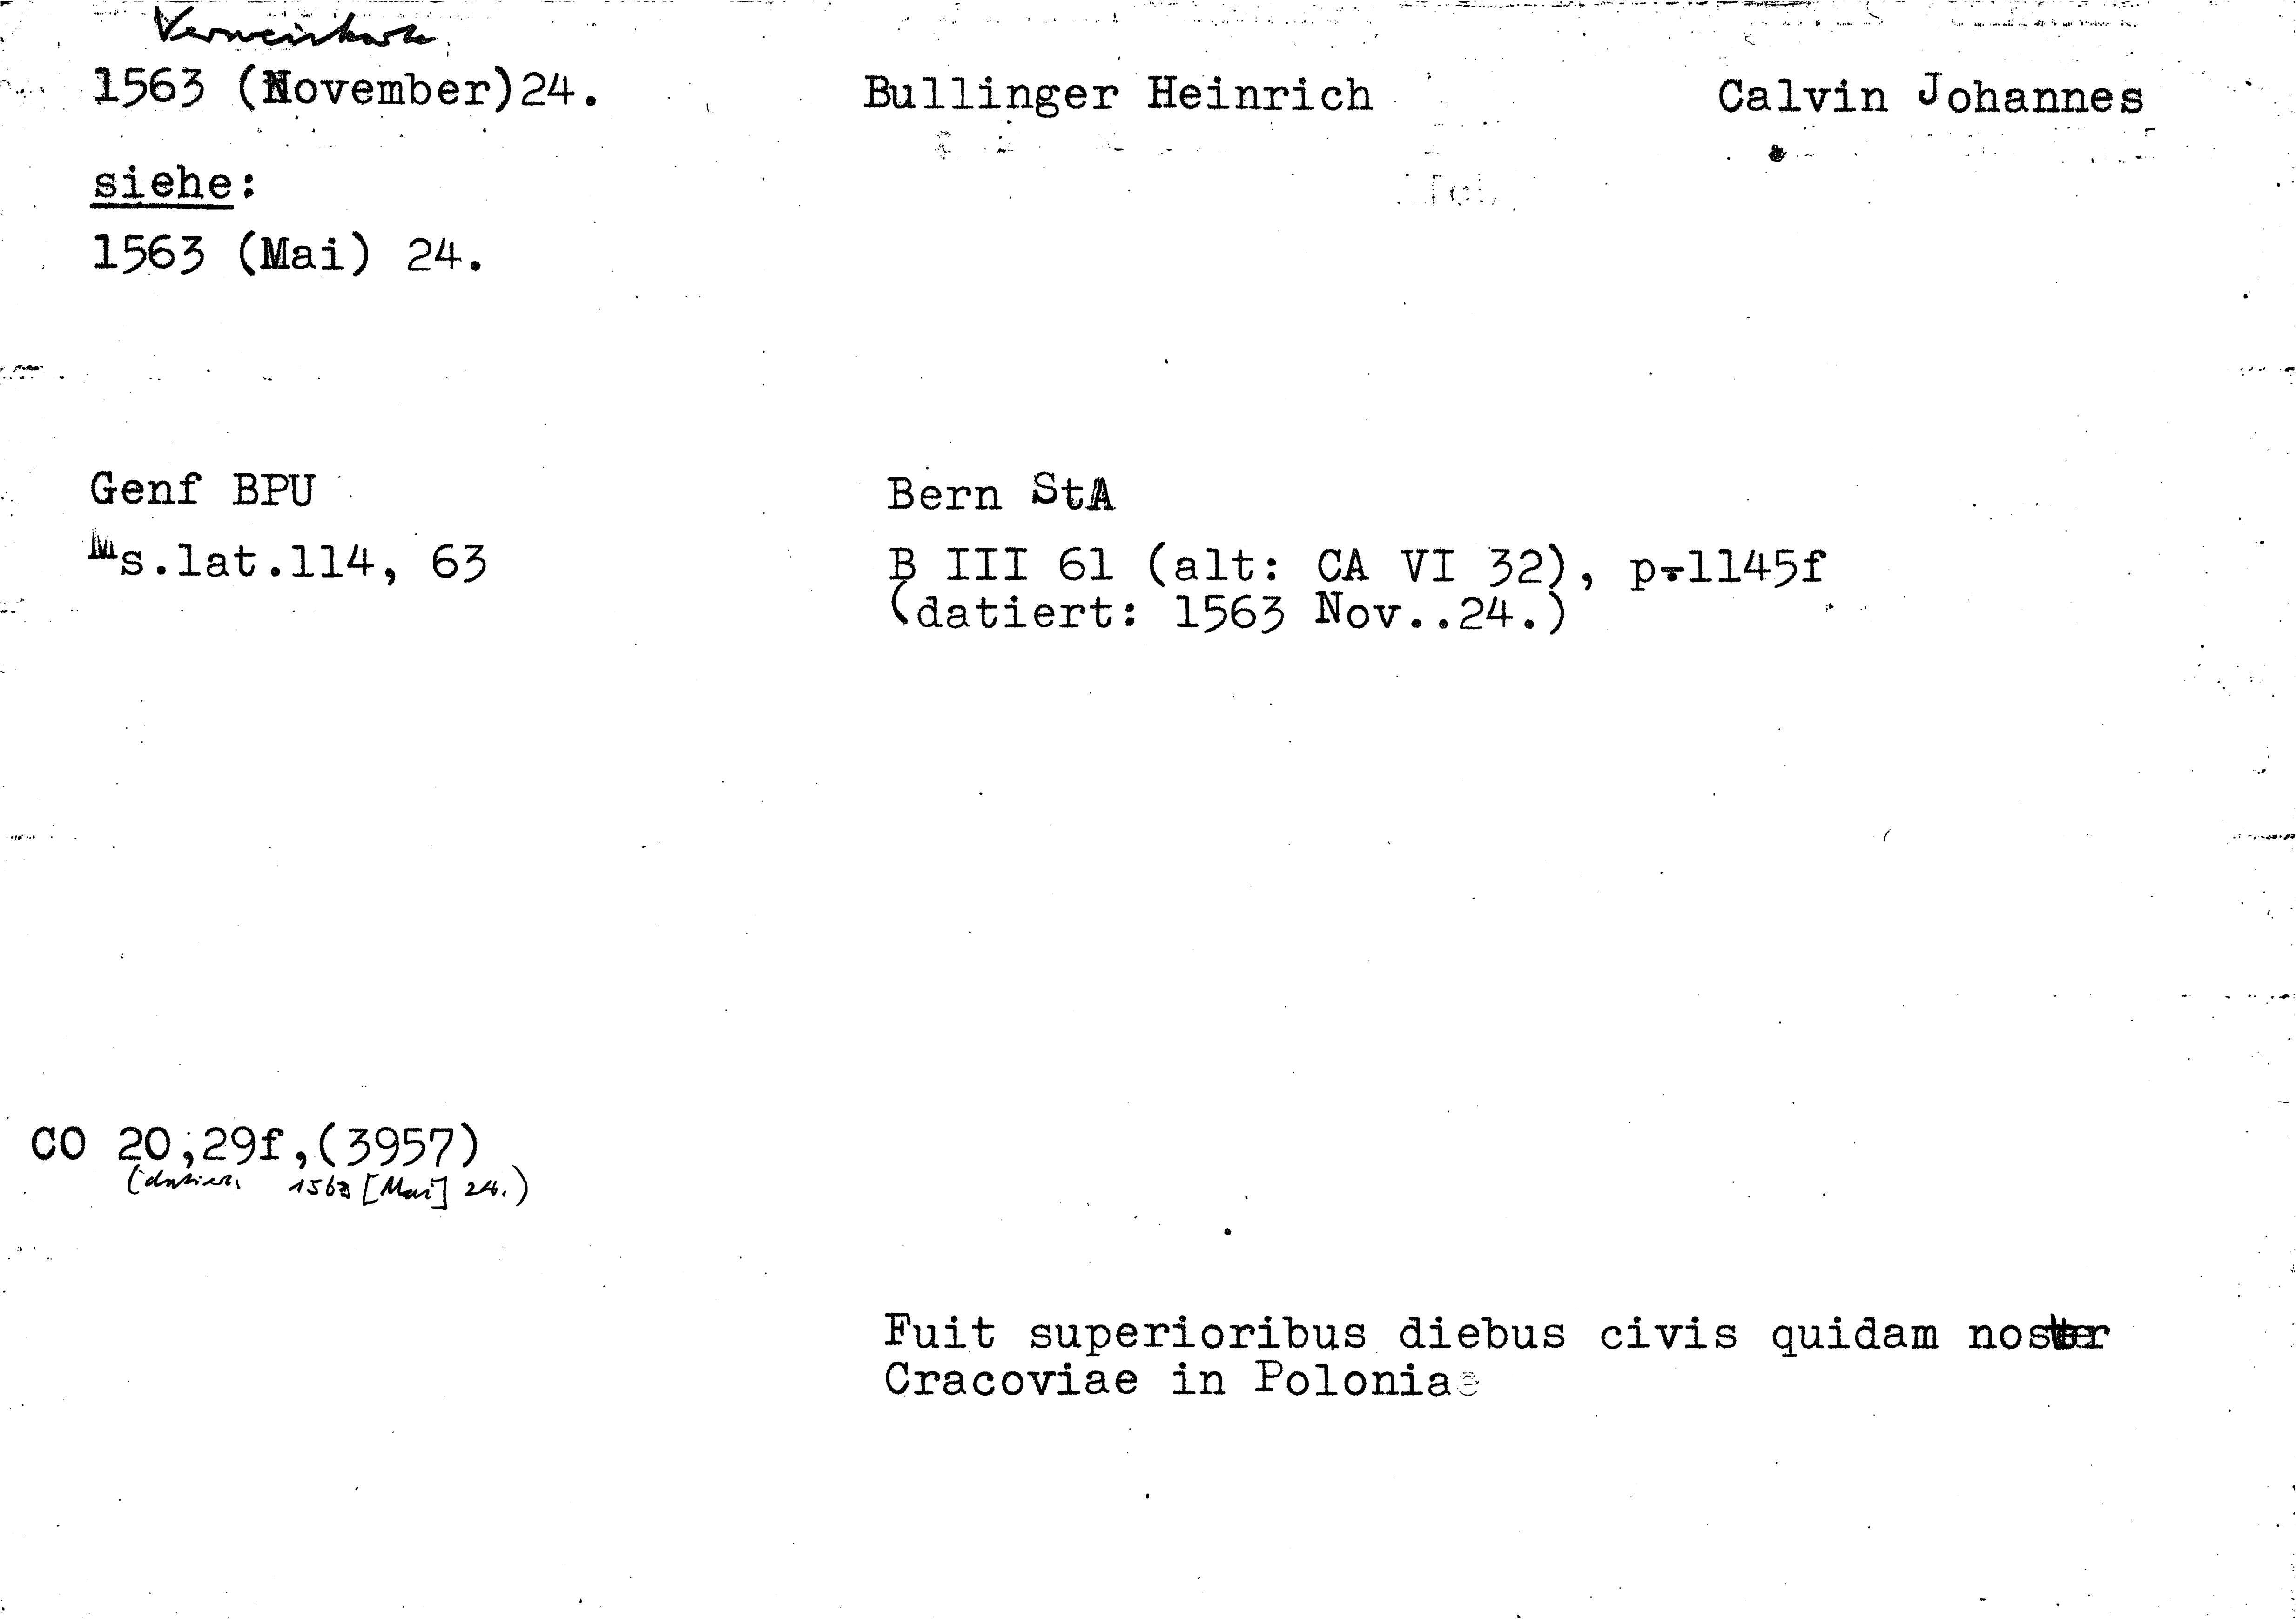 Verweiskarte
1563 (November)24.
Bullinger Heinrich
Calvin Johannes
siehe:
1563 (Mai) 24.
Genf BPU
Ms.lat.114, 63
Bern StA
B III 61 (alt: CA VI 32), p.1145f
(datiert: 1563 Nov..24.)
CO 20,29f,(3957)
(datiert 1563 [Mai] 24.)
Fuit superioribus diebus civis quidam noster
Cracoviae in Polonia